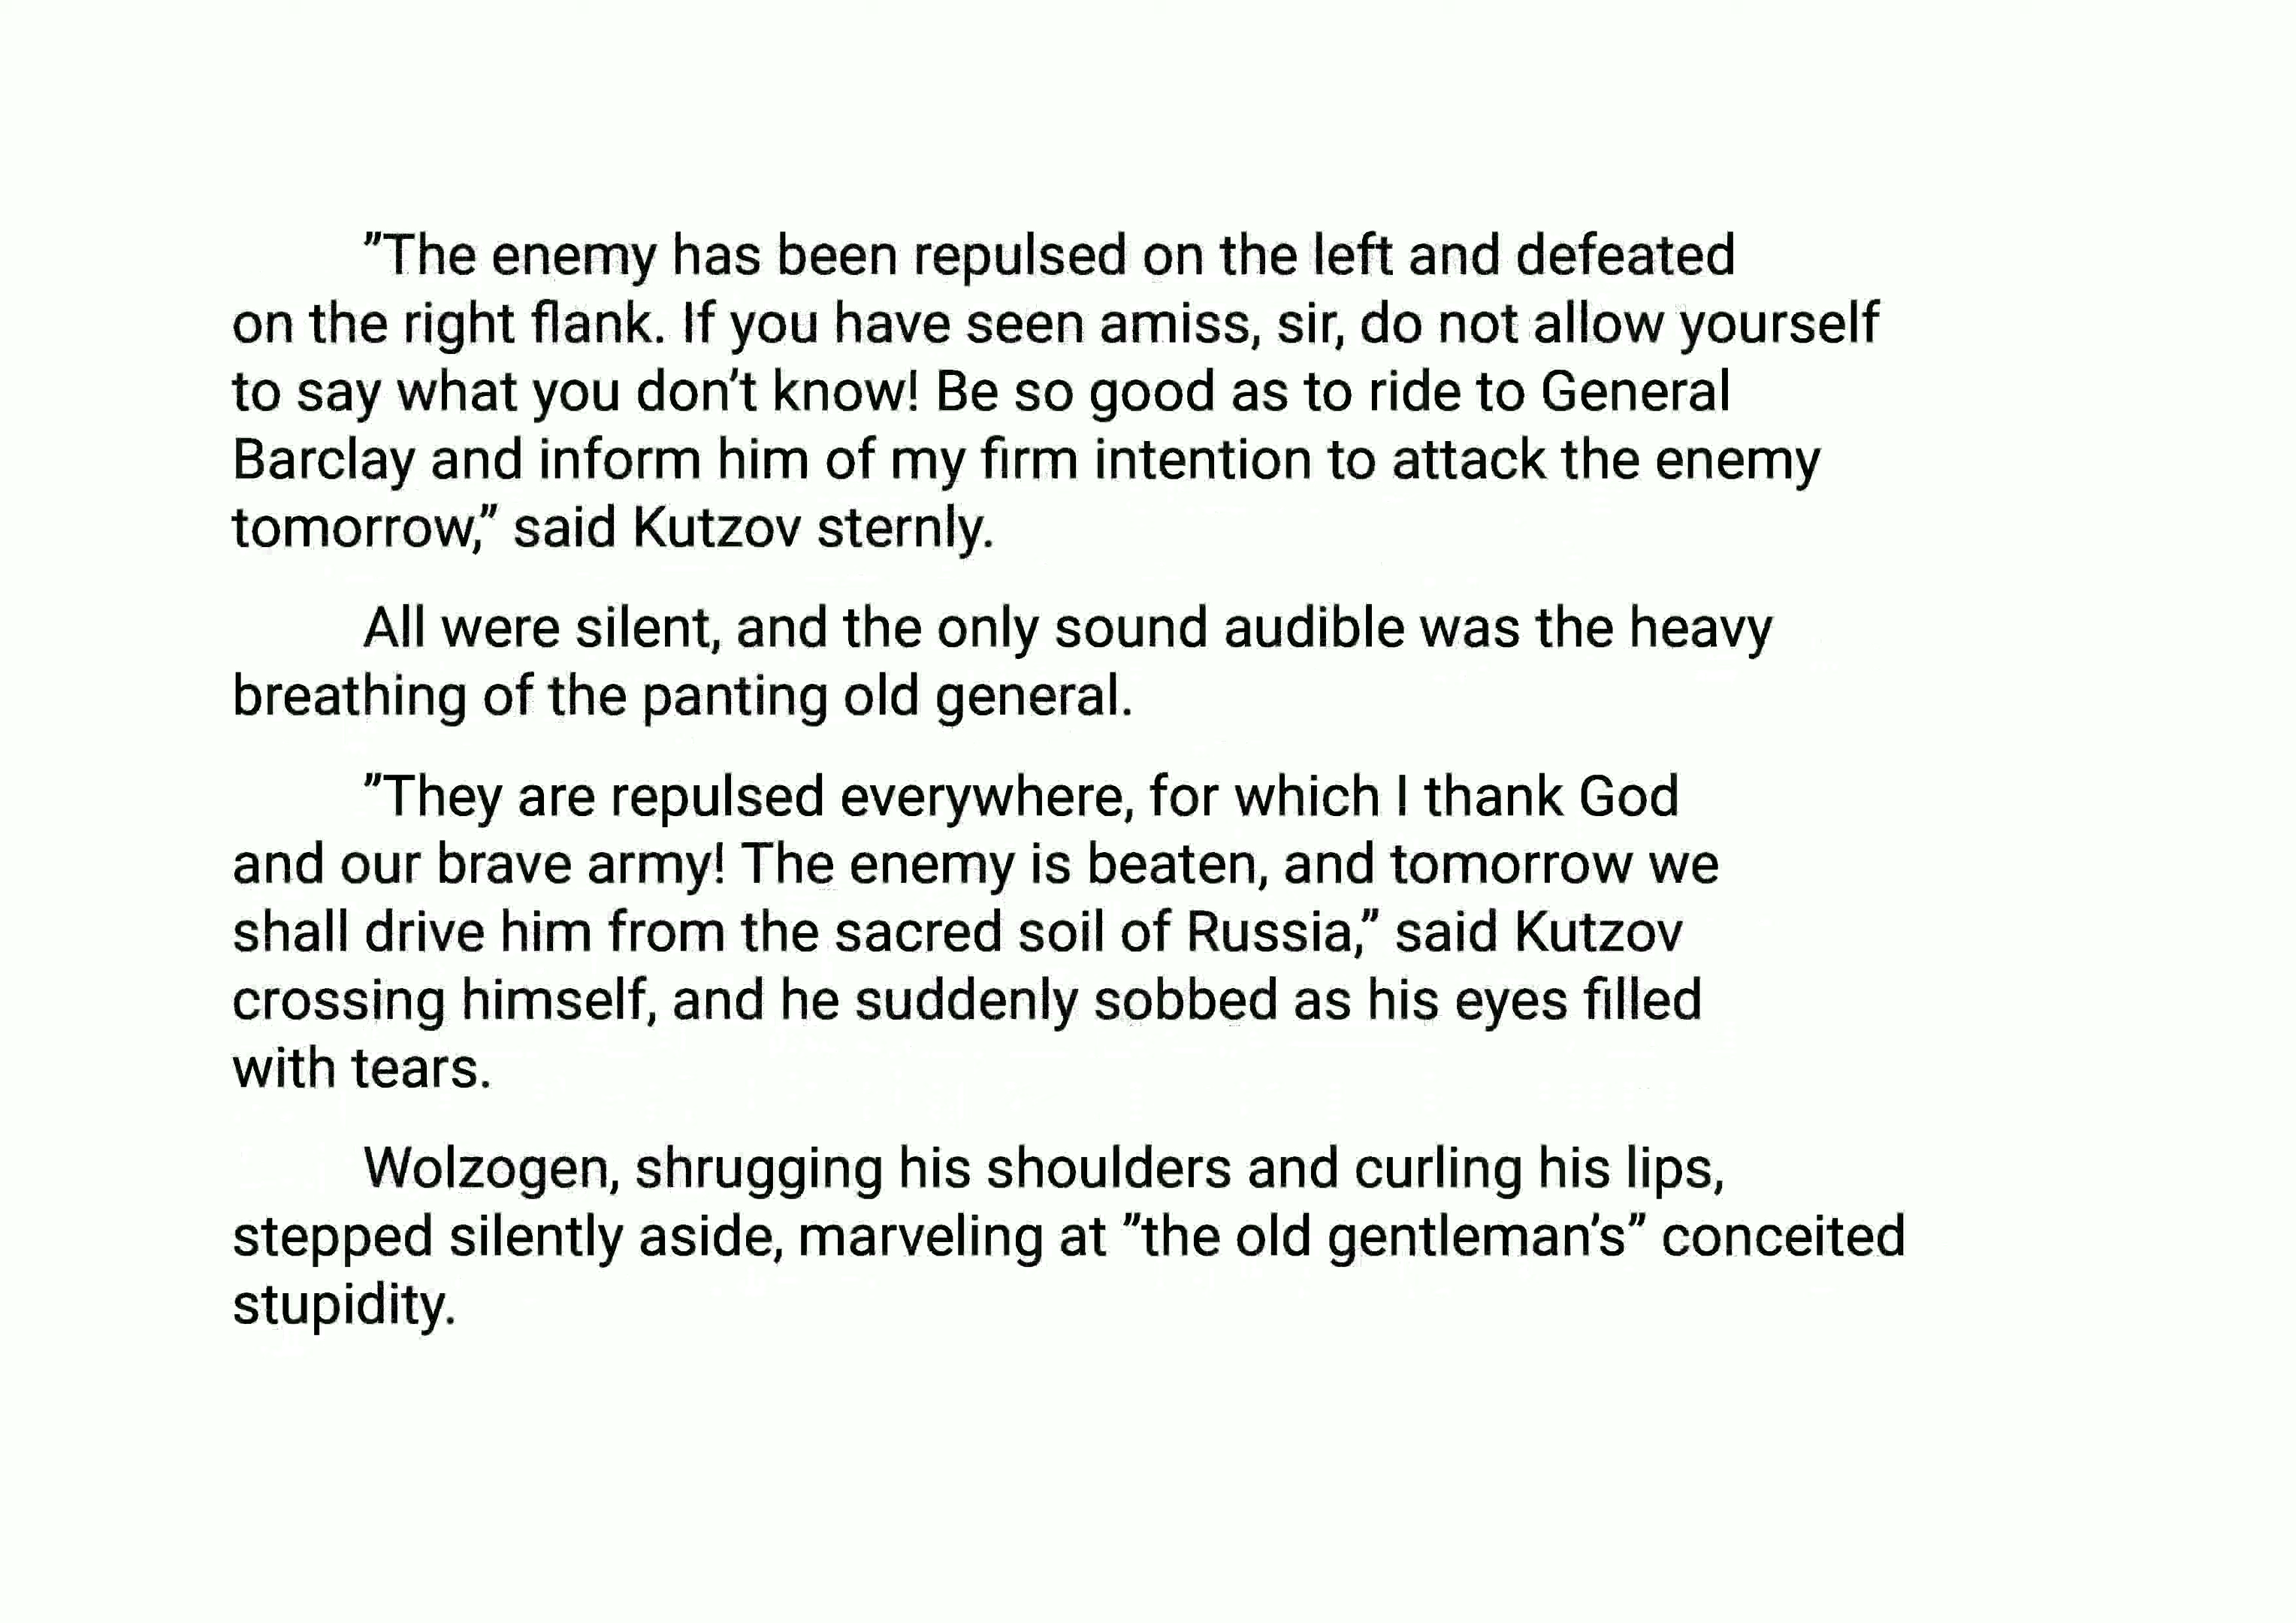 ”The enemy has been repulsed on the left and defeated
on the right flank. If you have seen amiss, sir, do not allow yourself
to say what you don’t know! Be so good as to ride to General
Barclay and inform him of my firm intention to attack the enemy
tomorrow,” said Kutzov sternly.
All were silent, and the only sound audible was the heavy
breathing of the panting old general.
”They are repulsed everywhere, for which I thank God
and our brave army! The enemy is beaten, and tomorrow we
shall drive him from the sacred soil of Russia,” said Kutzov
crossing himself, and he suddenly sobbed as his eyes filled
with tears.
Wolzogen, shrugging his shoulders and curling his lips,
stepped silently aside, marveling at ”the old gentleman’s” conceited
stupidity.